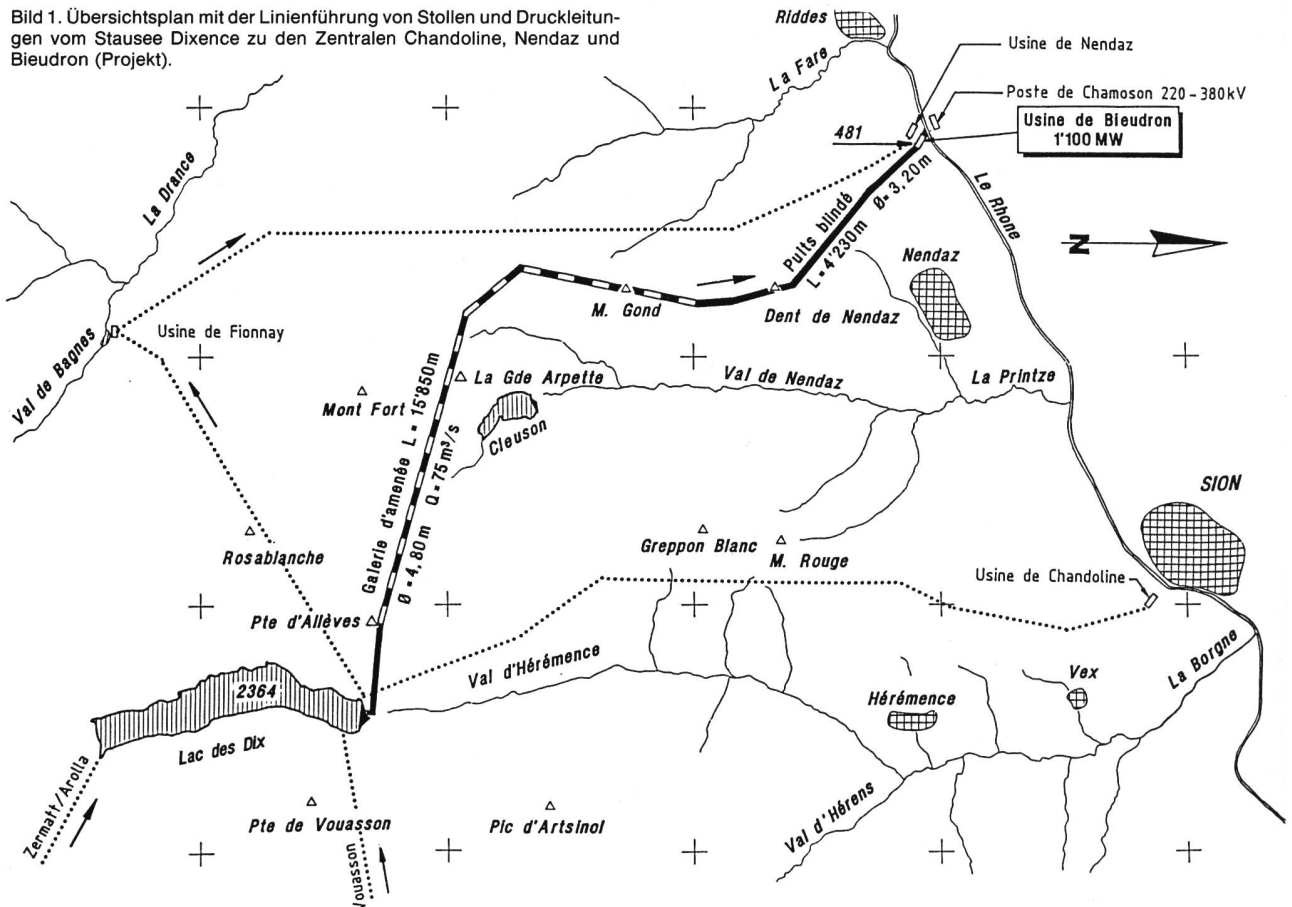 Bild 1. Übersichtsplan mit der Linienführung von Stollen und Druckleitun-
gen vom Stausee Dixence zu den Zentralen Chandoline, Nendaz und
Bieudron (Projekt).
Riddes
Usine de Nendaz
La Fare
Poste de Chamoson 220-380kV
Usine de Bieudron
1'100 MW
481
La Drance
Le Rhone
Puits blindé Ø= 3,20m
L= 4'230m
N
Nendaz
M. Gond
Dent de Nendaz
Usine de Fionnay
Val de Bagnes
La Gde Arpette
Val de Nendaz
La Printze
Mont Fort
Cleuson
Galerie d'amenée L = 15'850m
Ø = 4,80m Q = 75m³/s
SION
Rosablanche
Greppon Blanc
M. Rouge
Usine de Chandoline
Pte d'Allèves
Val d'Hérémence
La Borgne
2364
Vex
Hérémence
Lac des Dix
Zermatt/Arolla
Pte de Vouasson
Pic d'Artsinol
Val d'Hérens
Vouasson